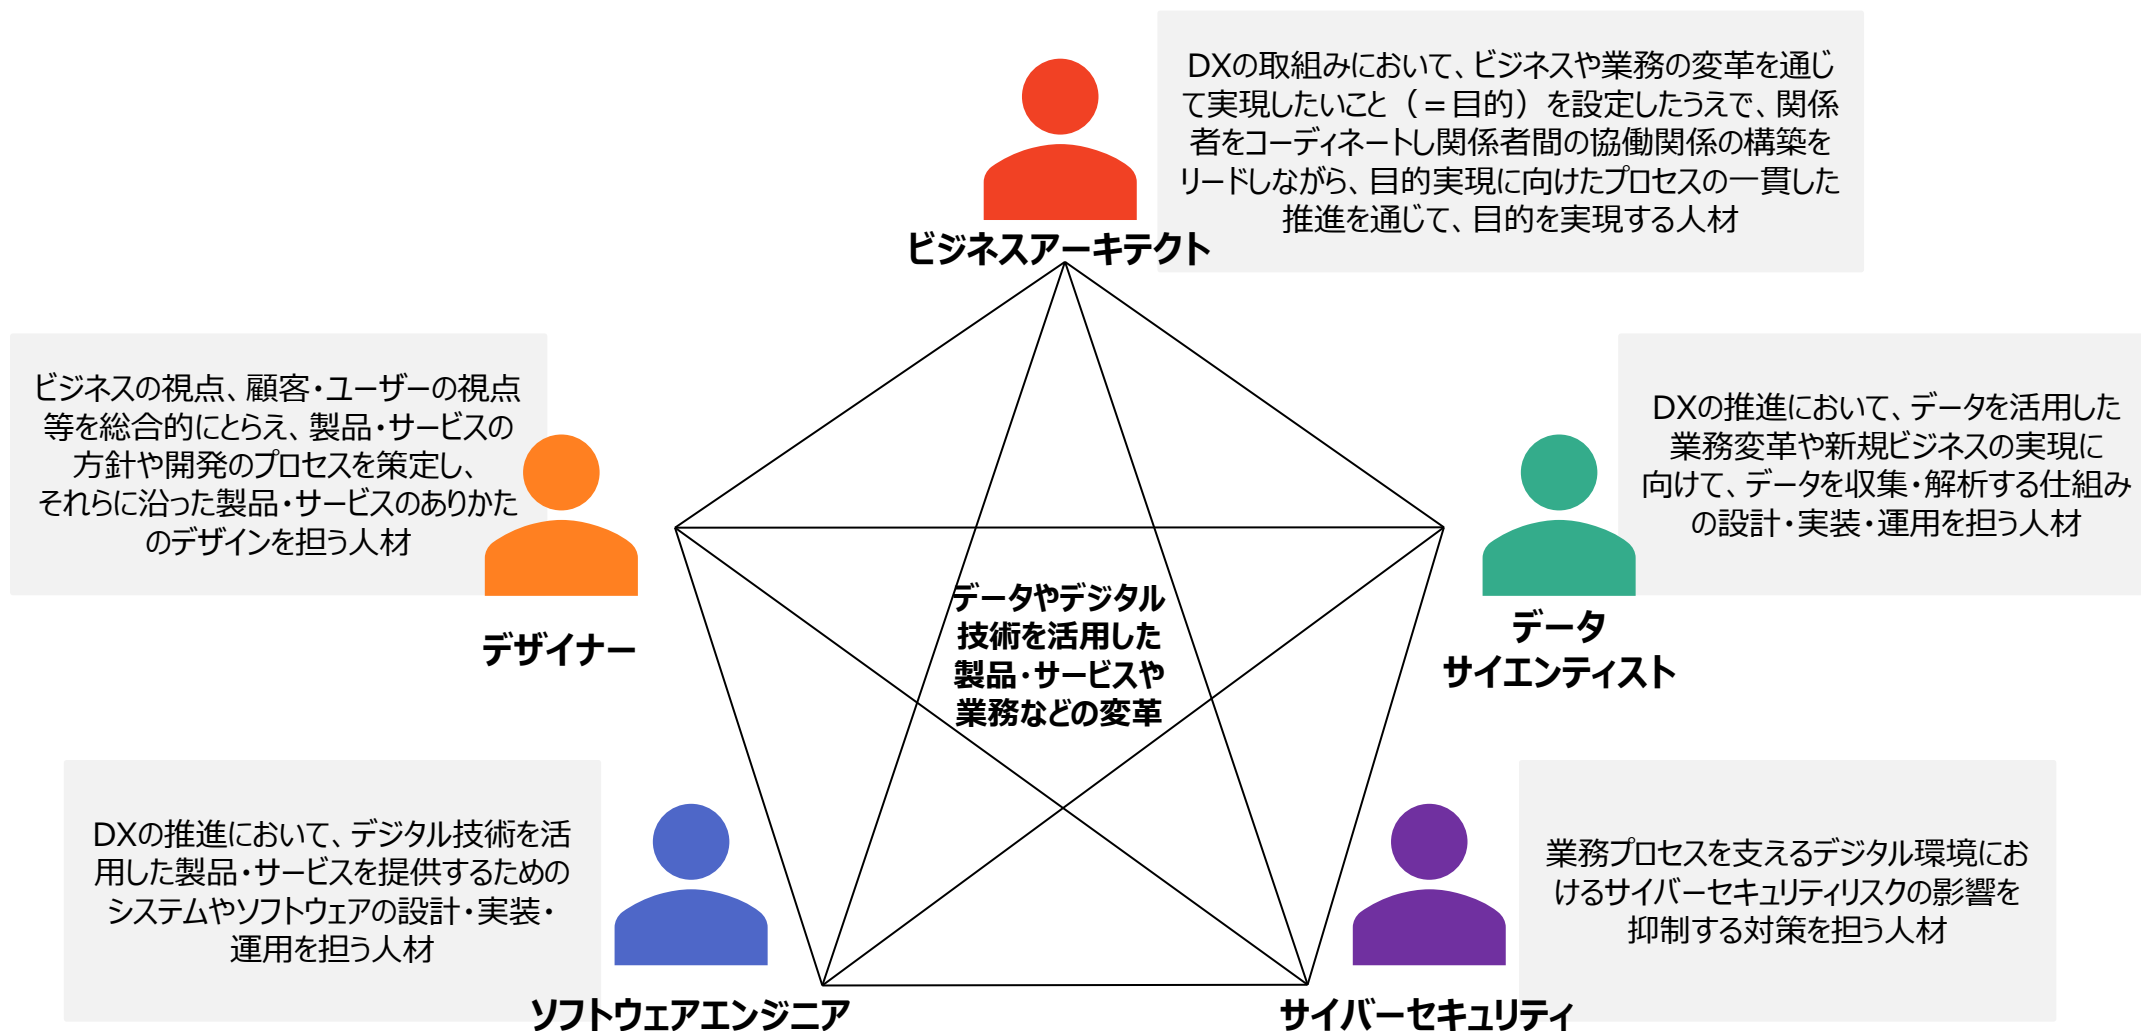 DXの取組みにおいて、ビジネスや業務の変革を通じ
て実現したいこと（＝目的）を設定したうえで、関係
者をコーディネートし関係者間の協働関係の構築を
リードしながら、目的実現に向けたプロセスの一貫した
推進を通じて、目的を実現する人材
ビジネスアーキテクト
ビジネスの視点、顧客・ユーザーの視点
等を総合的にとらえ、製品・サービスの
方針や開発のプロセスを策定し、
それらに沿った製品・サービスのありかた
のデザインを担う人材
デザイナー
DXの推進において、データを活用した
業務変革や新規ビジネスの実現に
向けて、データを収集・解析する仕組み
の設計・実装・運用を担う人材
データ
サイエンティスト
データやデジタル
技術を活用した
製品・サービスや
業務などの変革
DXの推進において、デジタル技術を活
用した製品・サービスを提供するための
システムやソフトウェアの設計・実装・
運用を担う人材
ソフトウェアエンジニア
業務プロセスを支えるデジタル環境にお
けるサイバーセキュリティリスクの影響を
抑制する対策を担う人材
サイバーセキュリティ